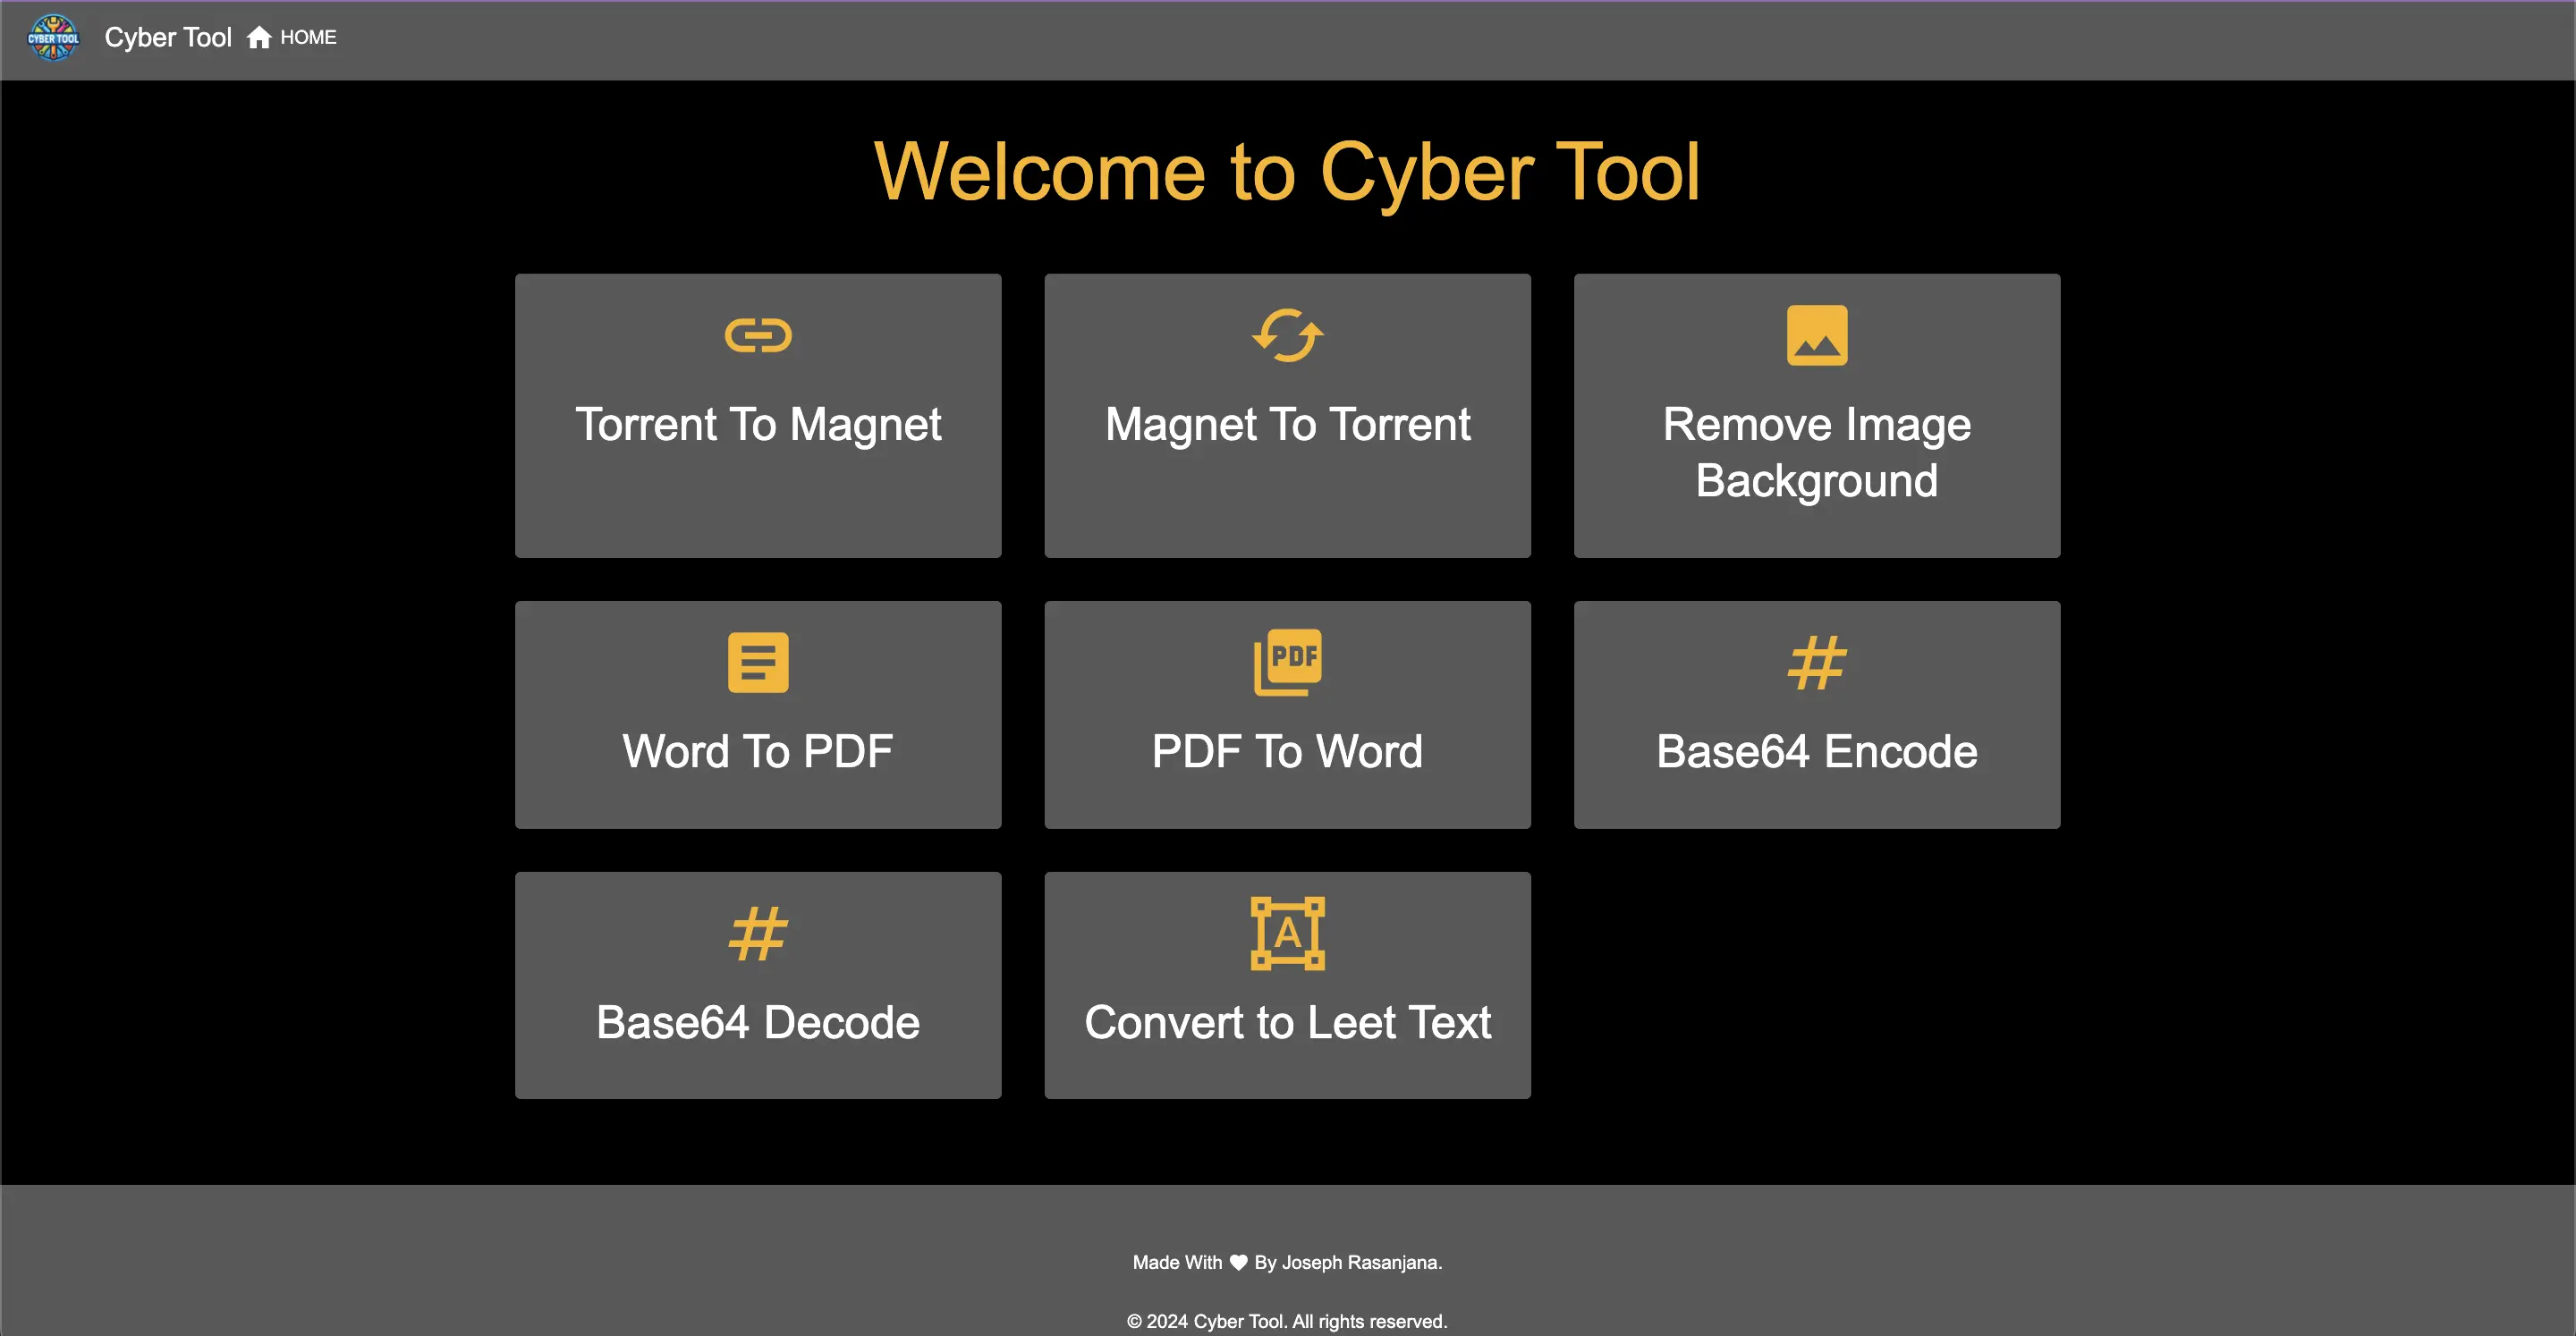 CYBER TOOL
Cyber Tool
HOME
Welcome to Cyber Tool
Torrent To Magnet
Magnet To Torrent
Remove Image
Background
Word To PDF
PDF
PDF To Word
#
Base64 Encode
#
Base64 Decode
A
Convert to Leet Text
Made With ♥ By Joseph Rasanjana.
© 2024 Cyber Tool. All rights reserved.